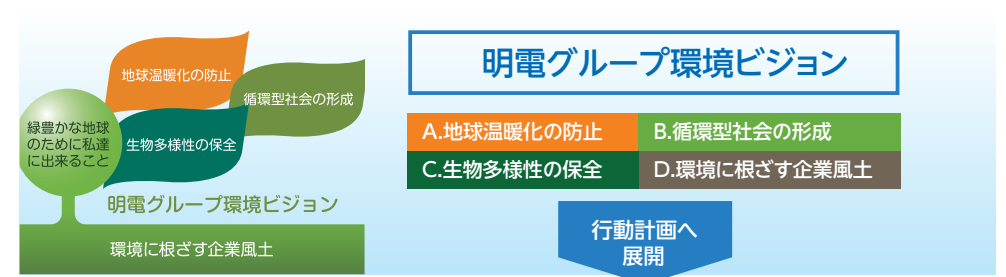 地球温暖化の防止
循環型社会の形成
緑豊かな地球
のために私達
に出来ること
生物多様性の保全
明電グループ環境ビジョン
環境に根ざす企業風土
明電グループ環境ビジョン
A.地球温暖化の防止
B.循環型社会の形成
C.生物多様性の保全
D.環境に根ざす企業風土
行動計画へ
展開